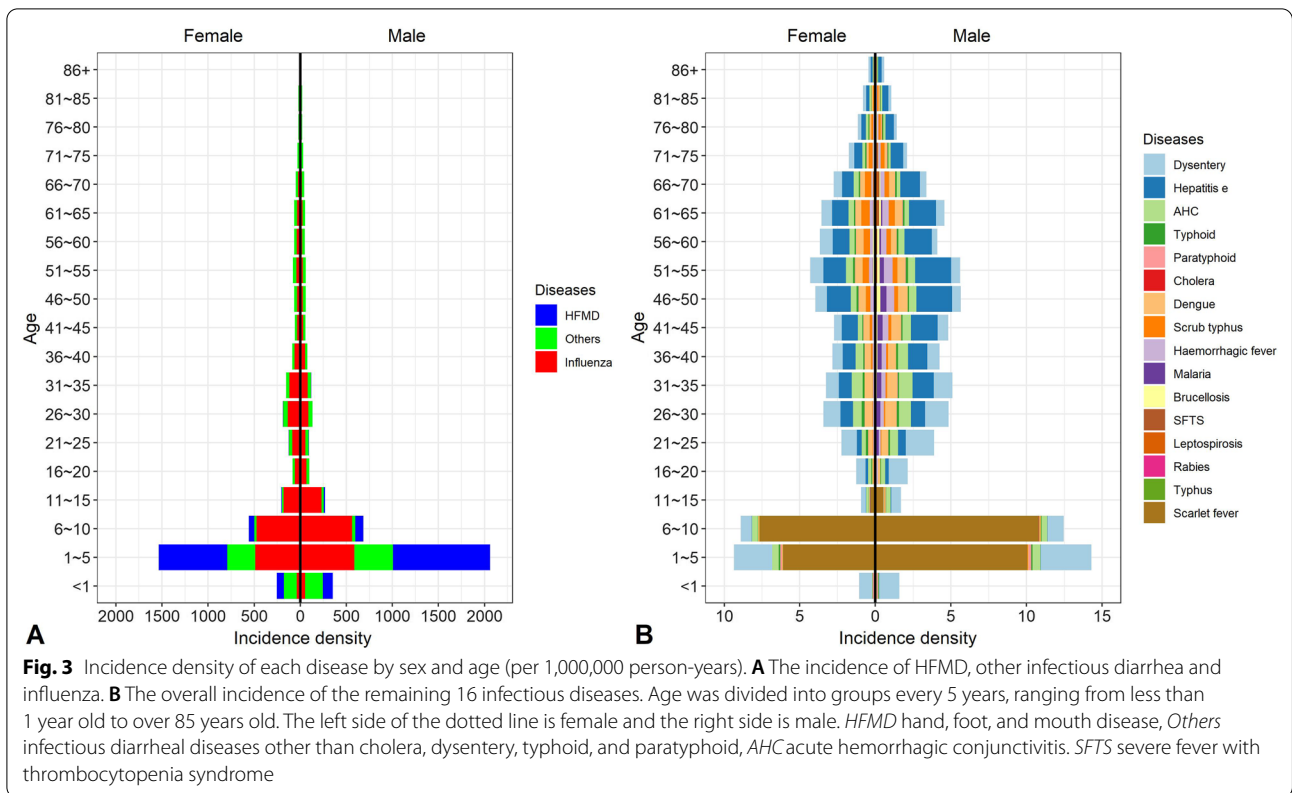 Female Male
86+
81~85
76~80
71~75
66~70
61~65
56~60
51~55
46~50
41~45
36~40
31~35
26~30
21~25
16~20
11~15
6~10
1~5
<1
Age
2000 1500 1000 500 0 500 1000 1500 2000
Incidence density
A
Diseases
HFMD
Others
Influenza
Female Male
86+
81~85
76~80
71~75
66~70
61~65
56~60
51~55
46~50
41~45
36~40
31~35
26~30
21~25
16~20
11~15
6~10
1~5
<1
Age
10 5 0 5 10 15
Incidence density
B
Diseases
Dysentery
Hepatitis e
AHC
Typhoid
Paratyphoid
Cholera
Dengue
Scrub typhus
Haemorrhagic fever
Malaria
Brucellosis
SFTS
Leptospirosis
Rabies
Typhus
Scarlet fever
Fig. 3 Incidence density of each disease by sex and age (per 1,000,000 person-years). A The incidence of HFMD, other infectious diarrhea and
influenza. B The overall incidence of the remaining 16 infectious diseases. Age was divided into groups every 5 years, ranging from less than
1 year old to over 85 years old. The left side of the dotted line is female and the right side is male. HFMD hand, foot, and mouth disease, Others
infectious diarrheal diseases other than cholera, dysentery, typhoid, and paratyphoid, AHC acute hemorrhagic conjunctivitis. SFTS severe fever with
thrombocytopenia syndrome